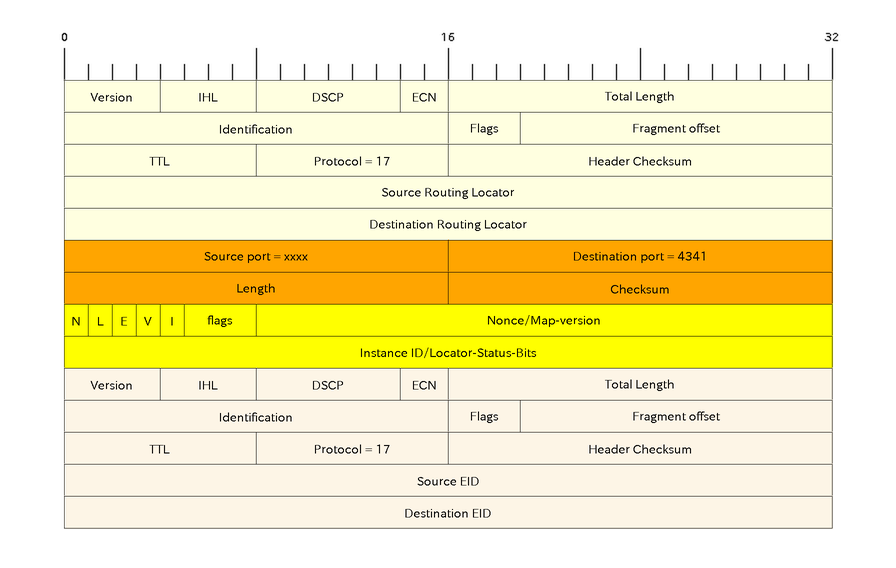 0 16 32
Version IHL DSCP ECN Total Length
Identification Flags Fragment offset
TTL Protocol = 17 Header Checksum
Source Routing Locator
Destination Routing Locator
Source port = xxxx Destination port = 4341
Length Checksum
N L E V I flags Nonce/Map-version
Instance ID/Locator-Status-Bits
Version IHL DSCP ECN Total Length
Identification Flags Fragment offset
TTL Protocol = 17 Header Checksum
Source EID
Destination EID